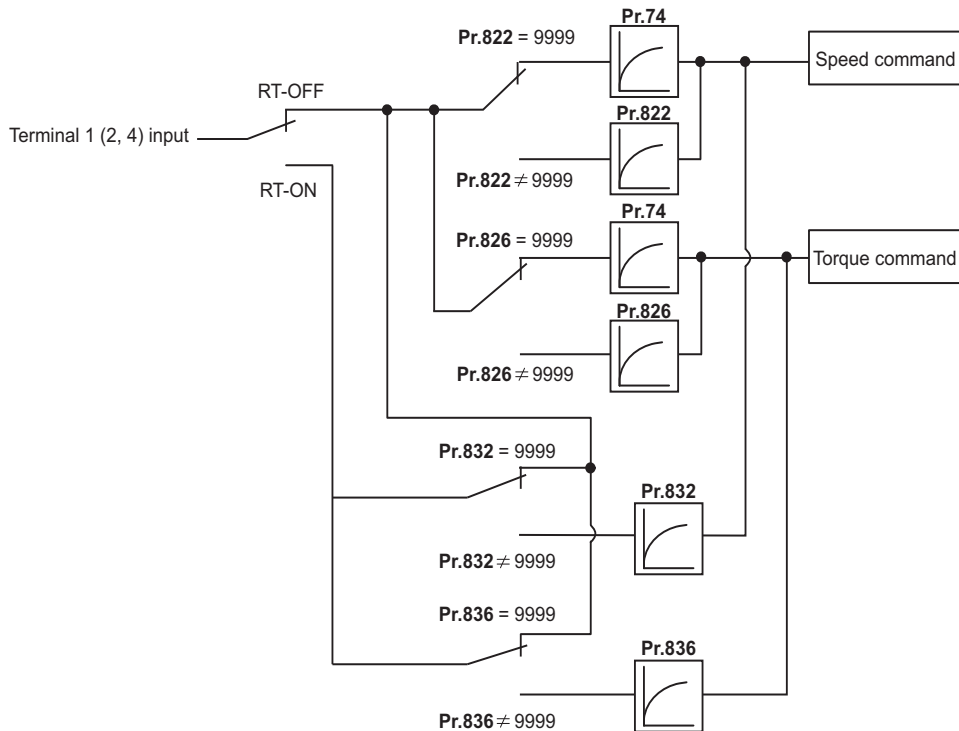 Pr.74
Pr.822 = 9999
Speed command
RT-OFF
Pr.822
Terminal 1 (2, 4) input
Pr.822 ≠ 9999
RT-ON
Pr.74
Pr.826 = 9999
Torque command
Pr.826
Pr.826 ≠ 9999
Pr.832 = 9999
Pr.832
Pr.832 ≠ 9999
Pr.836 = 9999
Pr.836
Pr.836 ≠ 9999